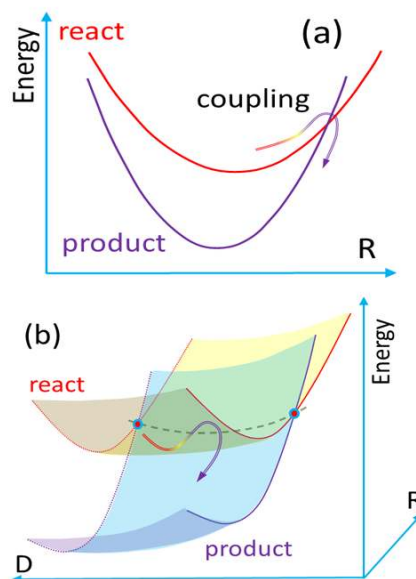 react
(a)
Energy
coupling
product
R
(b)
Energy
react
R
D
product